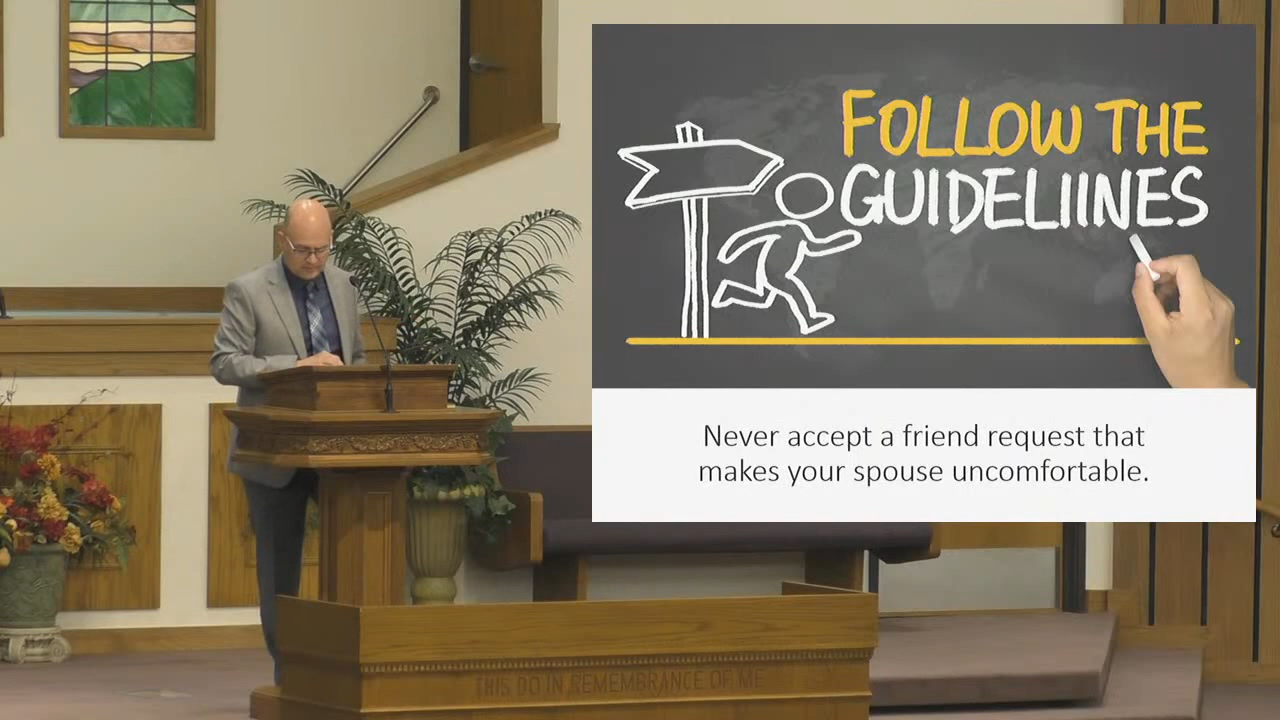 FOLLOW THE
GUIDELIINES
Never accept a friend request that
makes your spouse uncomfortable.
THIS DO IN REMEMBRANCE OF ME